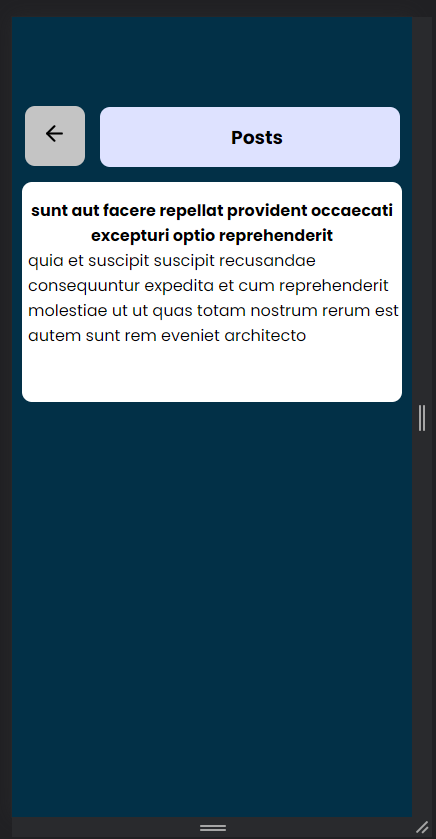 Posts
sunt aut facere repellat provident occaecati
excepturi optio reprehenderit
quia et suscipit suscipit recusandae
consequuntur expedita et cum reprehenderit
molestiae ut ut quas totam nostrum rerum est
autem sunt rem eveniet architecto